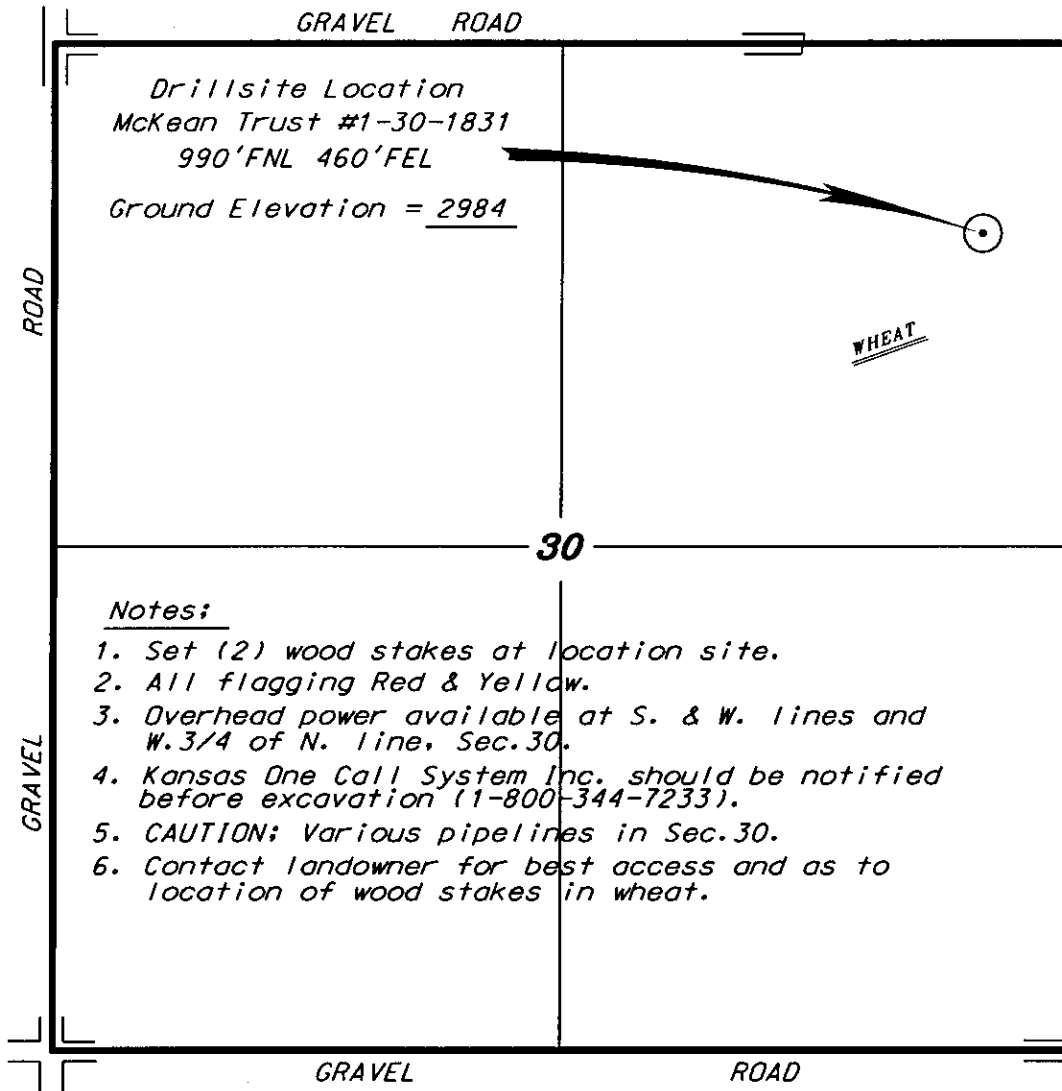 GRAVEL ROAD
Drillsite Location
McKean Trust #1-30-1831
990'FNL 460'FEL
Ground Elevation = 2984
ROAD
WHEAT
30
Notes:
1. Set (2) wood stakes at location site.
2. All flagging Red & Yellow.
3. Overhead power available at S. & W. lines and
W.3/4 of N. line, Sec.30.
4. Kansas One Call System Inc. should be notified
before excavation (1-800-344-7233).
5. CAUTION: Various pipelines in Sec.30.
6. Contact landowner for best access and as to
location of wood stakes in wheat.
GRAVEL
GRAVEL ROAD